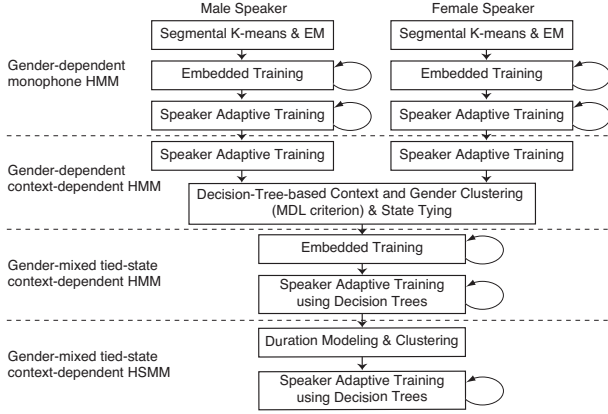 Male Speaker
Female Speaker
Segmental K-means & EM
Segmental K-means & EM
Gender-dependent
monophone HMM
Embedded Training
Embedded Training
Speaker Adaptive Training
Speaker Adaptive Training
Gender-dependent
context-dependent HMM
Speaker Adaptive Training
Speaker Adaptive Training
Decision-Tree-based Context and Gender Clustering
(MDL criterion) & State Tying
Gender-mixed tied-state
context-dependent HMM
Embedded Training
Speaker Adaptive Training
using Decision Trees
Gender-mixed tied-state
context-dependent HSMM
Duration Modeling & Clustering
Speaker Adaptive Training
using Decision Trees